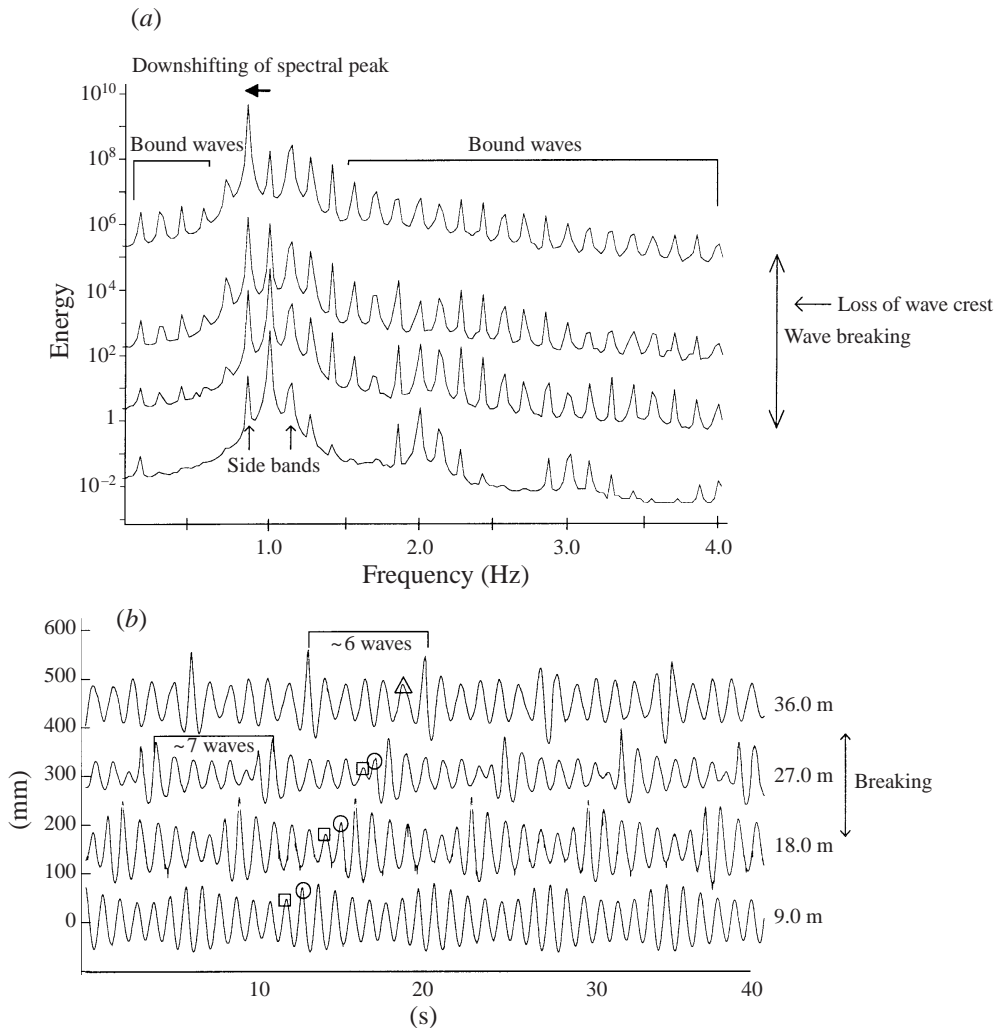 (a)
Downshifting of spectral peak
10^10
Bound waves
Bound waves
10^8
10^6
10^4
Loss of wave crest
Wave breaking
10^2
Energy
1
Side bands
10^−2
1.0
2.0
3.0
4.0
Frequency (Hz)
(b)
600
~6 waves
500
36.0 m
400
~7 waves
300
27.0 m
Breaking
(mm)
200
18.0 m
100
0
9.0 m
10
20
30
40
(s)